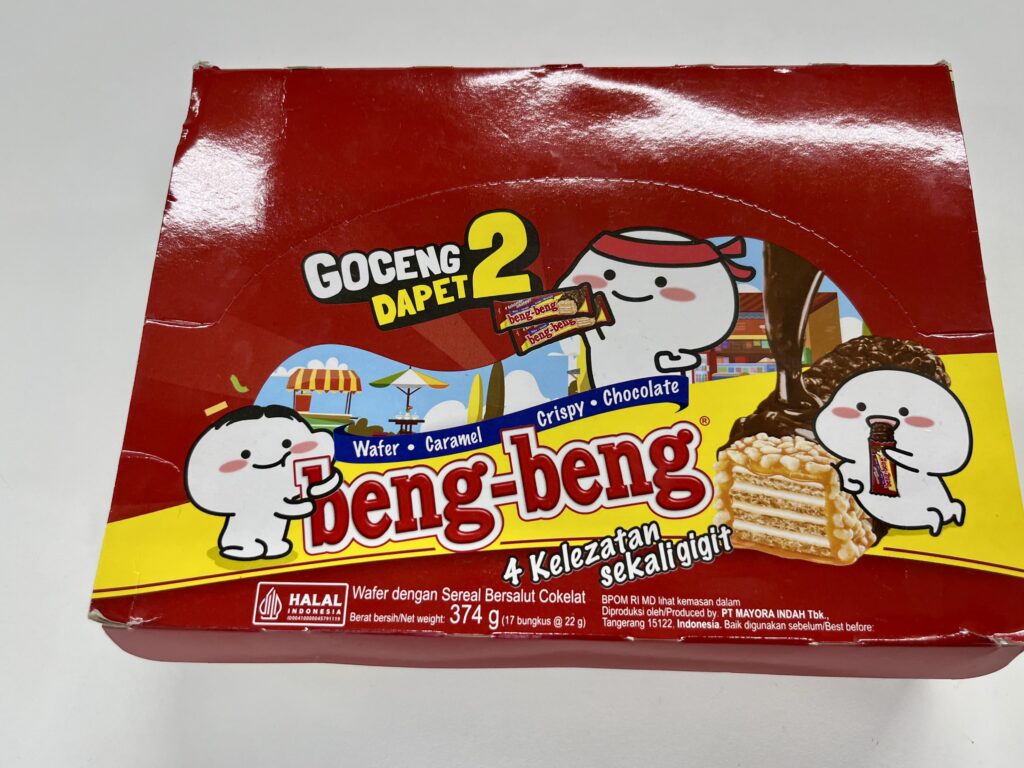 GOCENG
DAPET 2
beng-beng
beng-beng
Wafer • Caramel Crispy • Chocolate
beng-beng®
4 Kelezatan
sekali gigit
HALAL
INDONESIA
Wafer dengan Sereal Bersalut Cokelat
Berat bersih/Net weight: 374 g (17 bungkus @ 22 g)
BPOM RI MD lihat kemasan dalam
Diproduksi oleh/Produced by PT MAYORA INDAH Tbk.,
Tangerang 15122, Indonesia. Baik digunakan sebelum/Best before: